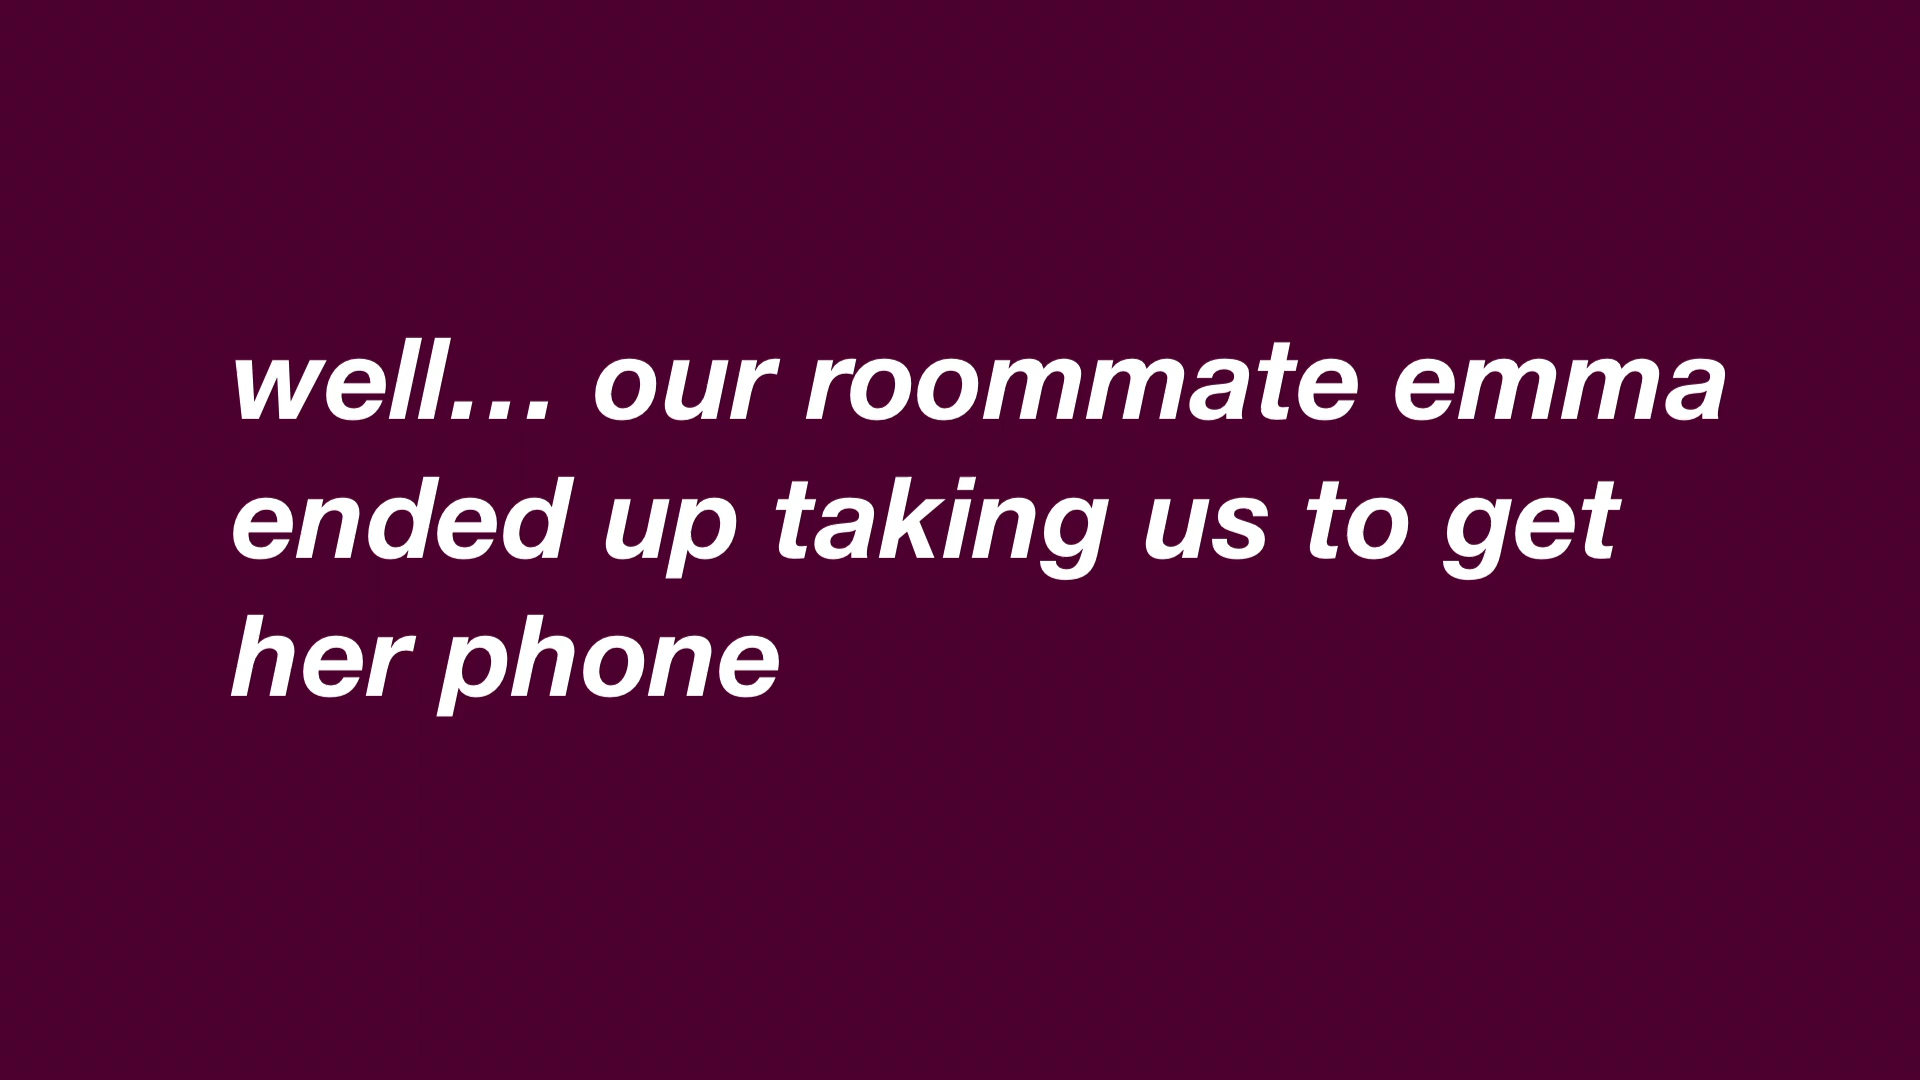 well... our roommate emma
ended up taking us to get
her phone